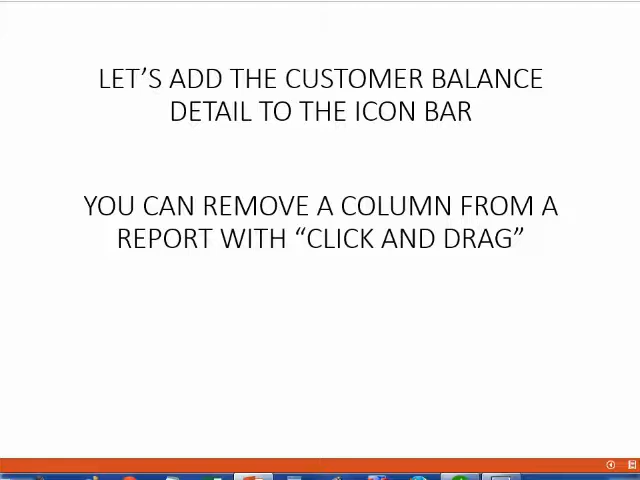 LET’S ADD THE CUSTOMER BALANCE
DETAIL TO THE ICON BAR
YOU CAN REMOVE A COLUMN FROM A
REPORT WITH “CLICK AND DRAG”